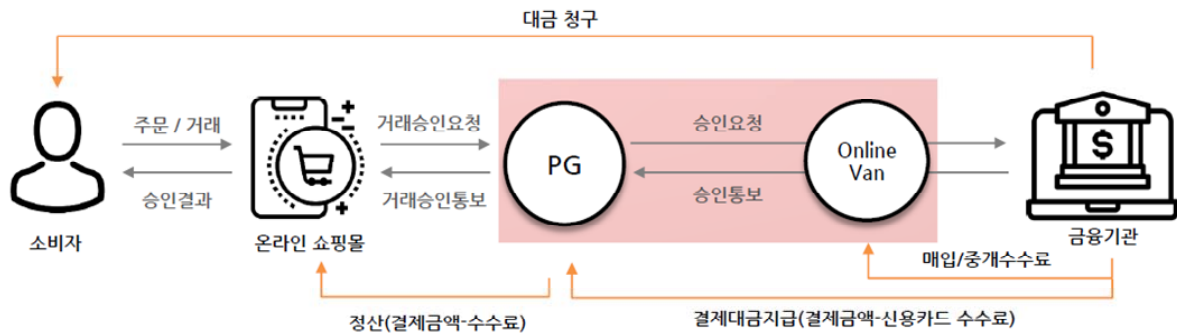 대금 청구
주문 / 거래
거래승인요청
승인요청
PG
Online
Van
$
승인결과
거래승인통보
승인통보
소비자
온라인 쇼핑몰
금융기관
매입/중개수수료
정산(결제금액-수수료)
결제대금지급(결제금액-신용카드 수수료)